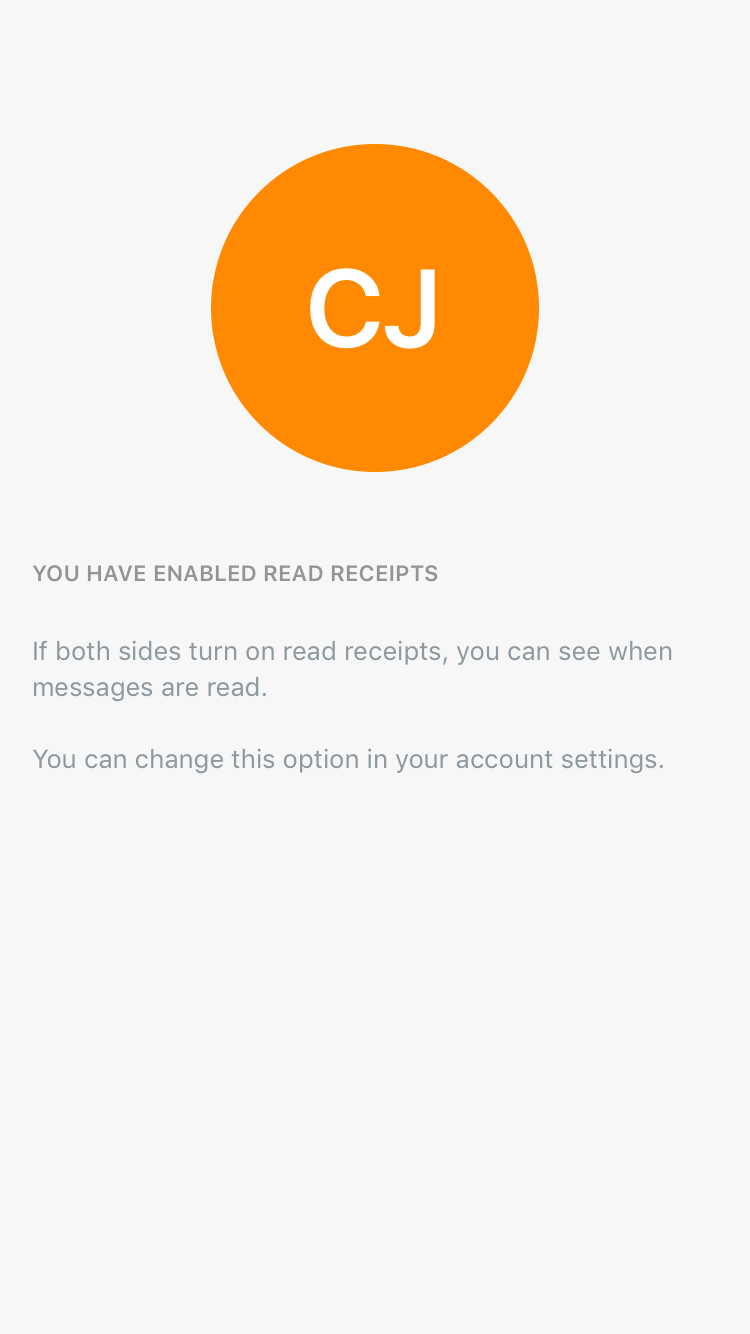 CJ
YOU HAVE ENABLED READ RECEIPTS
If both sides turn on read receipts, you can see when
messages are read.
You can change this option in your account settings.